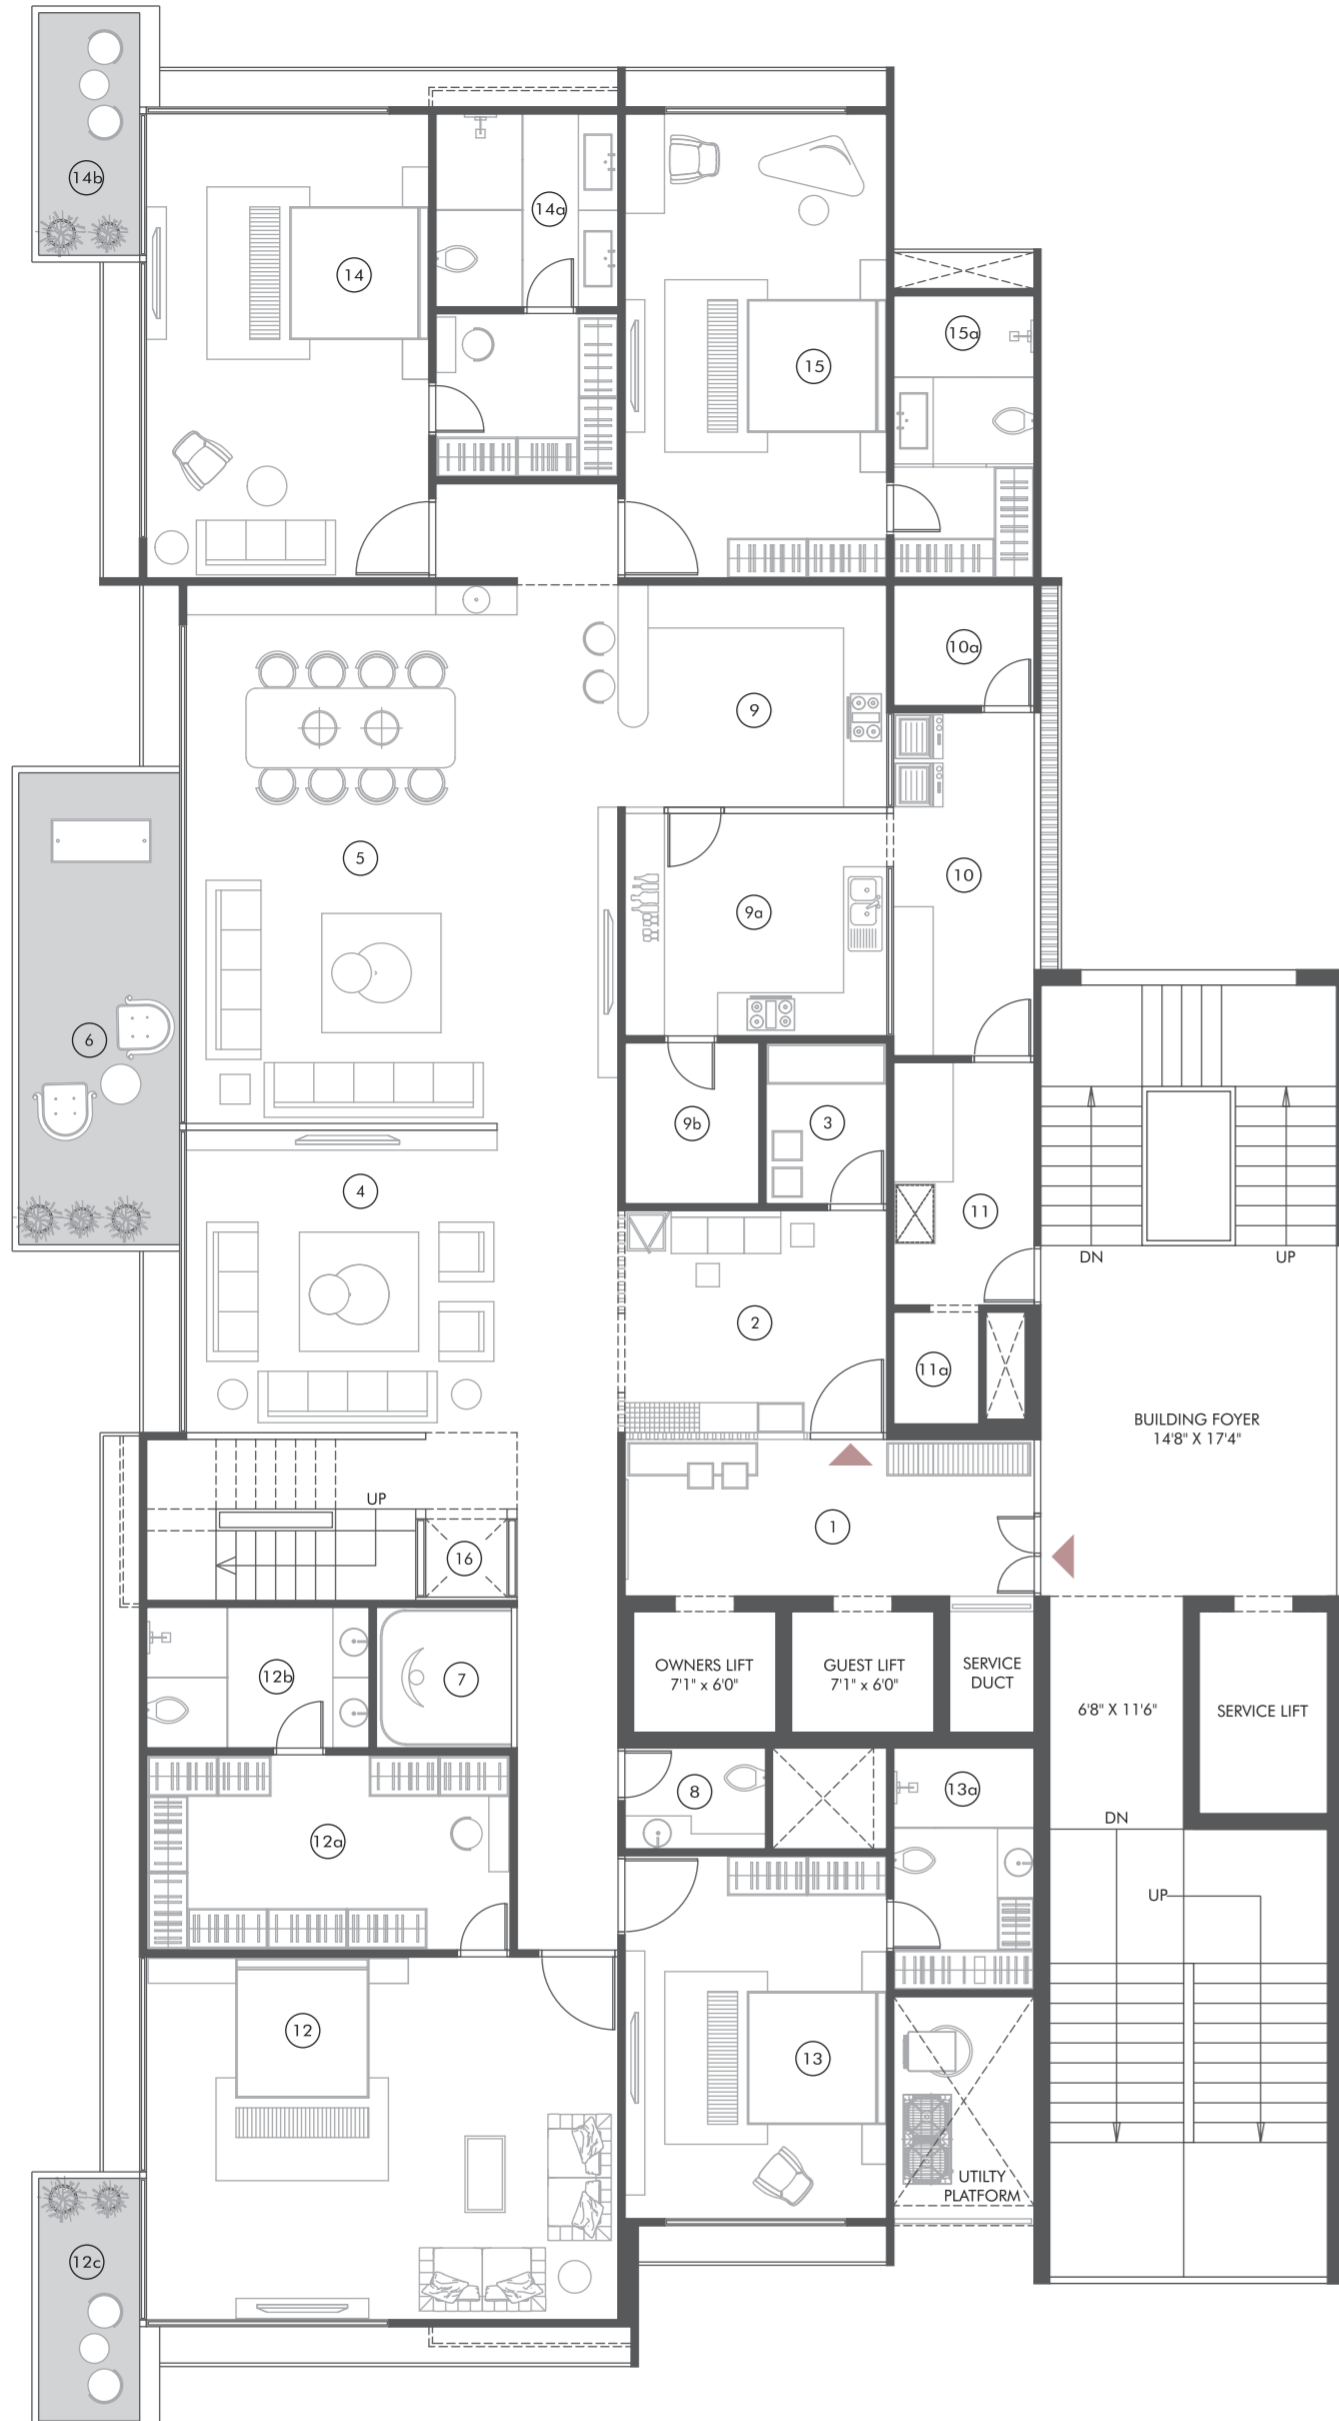 14b
14a
14
15a
15
10a
9
5
10
9a
6
9b
3
4
11
DN
UP
2
11a
BUILDING FOYER
14'8" X 17'4"
UP
1
16
OWNERS LIFT
7'1" x 6'0"
GUEST LIFT
7'1" x 6'0"
SERVICE
DUCT
12b
7
6'8" X 11'6"
SERVICE LIFT
8
13a
DN
12a
UP
12
13
UTILTY
PLATFORM
12c